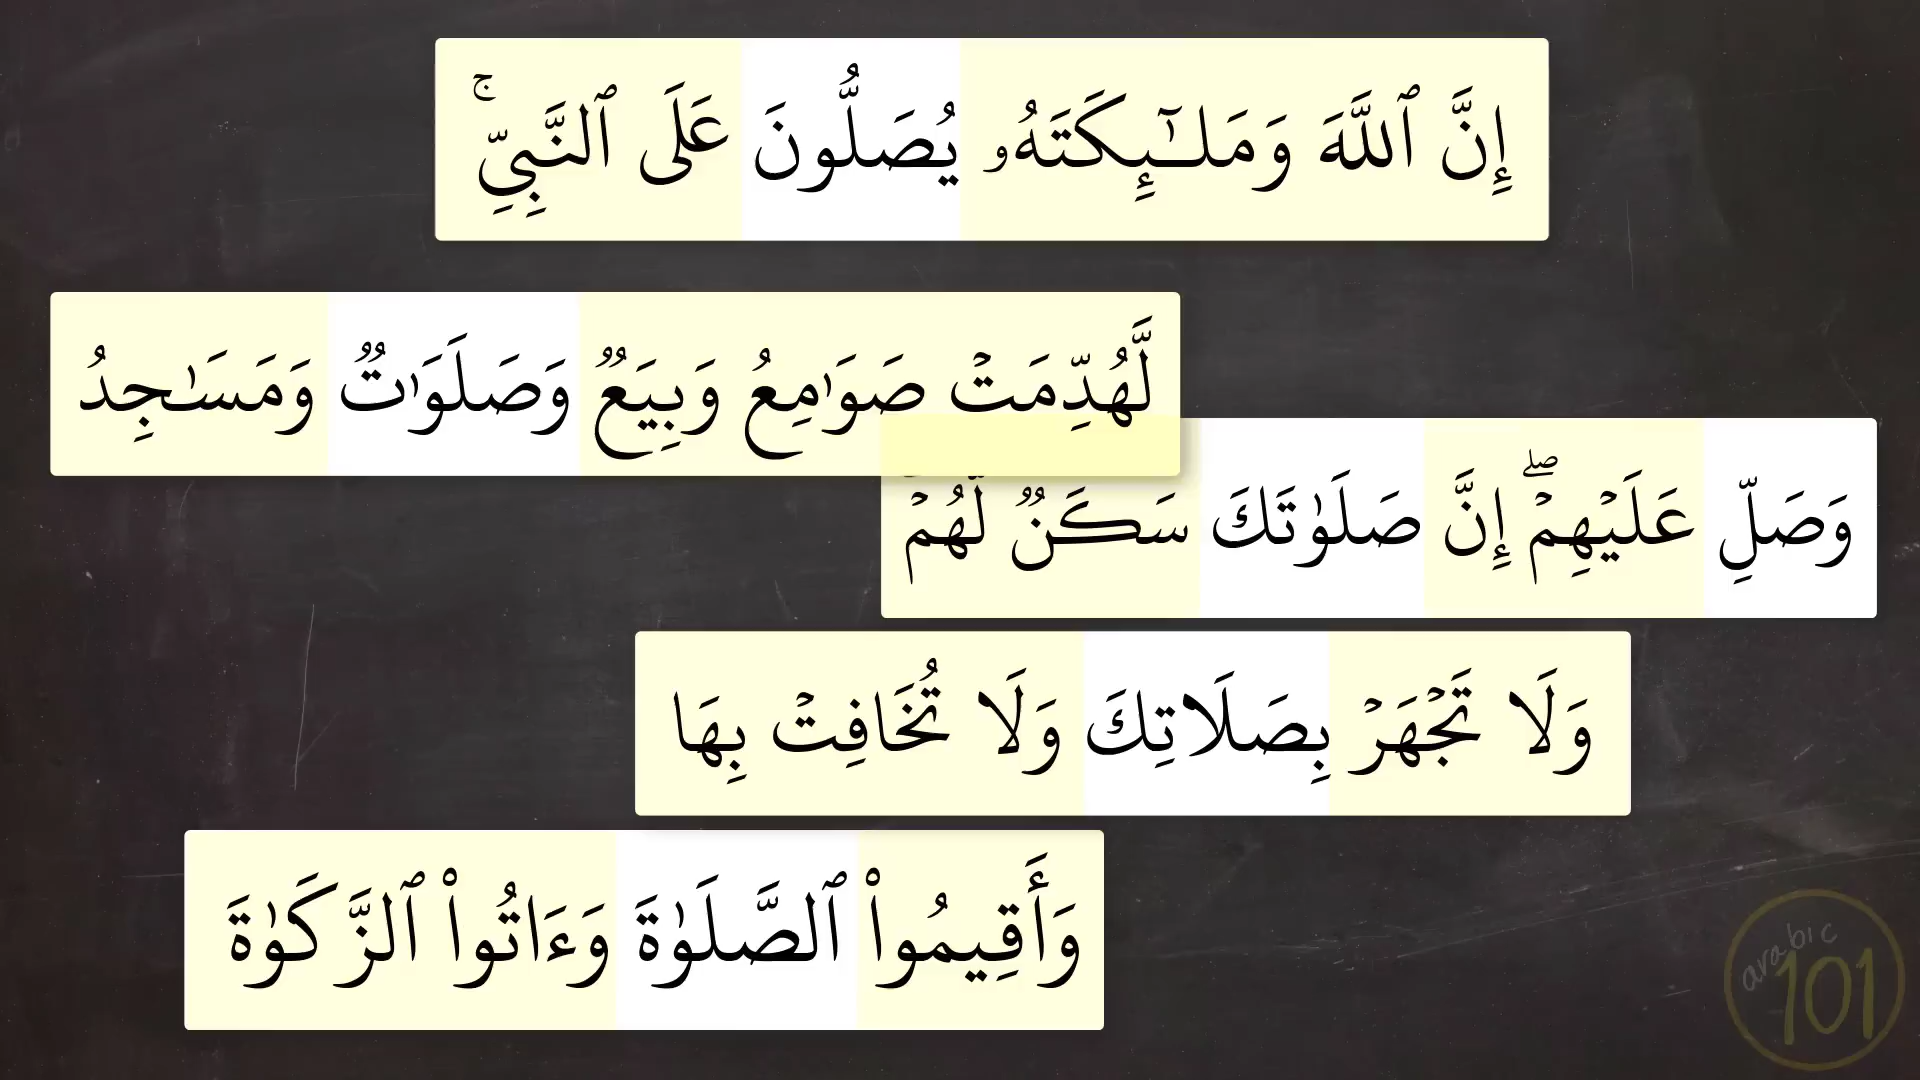 إِنَّ ٱللَّهَ وَمَلَـٰٓئِكَتَهُۥ يُصَلُّونَ عَلَى ٱلنَّبِىِّۚ
لَّهُدِّمَتۡ صَوَٰمِعُ وَبِيَعٌ وَصَلَوَٰتٌ وَمَسَـٰجِدُ
وَصَلِّ عَلَيۡهِمۡۖ إِنَّ صَلَوٰتَكَ سَكَنٌ لَّهُمۡ
وَلَا تَجۡهَرۡ بِصَلَاتِكَ وَلَا تُخَافِتۡ بِهَا
وَأَقِيمُوا۟ ٱلصَّلَوٰةَ وَءَاتُوا۟ ٱلزَّكَوٰةَ
arabic
101